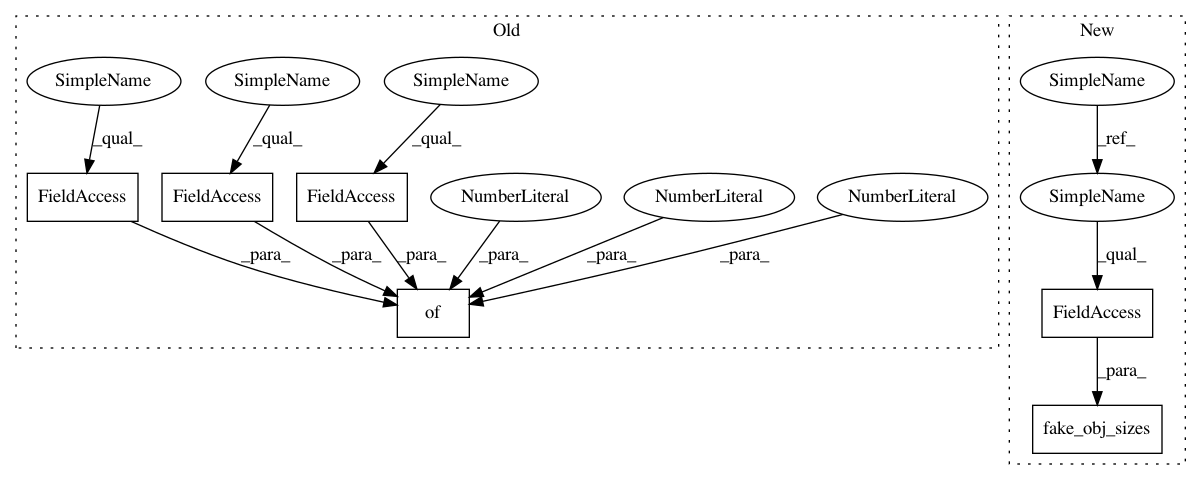 Old
New
SimpleName
SimpleName
SimpleName
SimpleName
_qual_
_qual_
_qual_
_ref_
FieldAccess
FieldAccess
FieldAccess
NumberLiteral
NumberLiteral
NumberLiteral
SimpleName
_para_
_para_
_para_
_para_
_para_
_para_
_qual_
of
FieldAccess
_para_
fake_obj_sizes